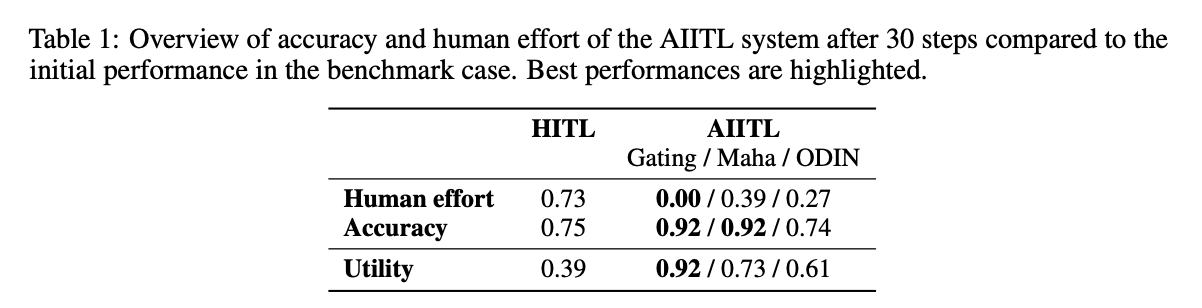 Table 1: Overview of accuracy and human effort of the AIITL system after 30 steps compared to the
initial performance in the benchmark case. Best performances are highlighted.
HITL AIITL
Gating / Maha / ODIN
Human effort 0.73 0.00 / 0.39 / 0.27
Accuracy 0.75 0.92 / 0.92 / 0.74
Utility 0.39 0.92 / 0.73 / 0.61